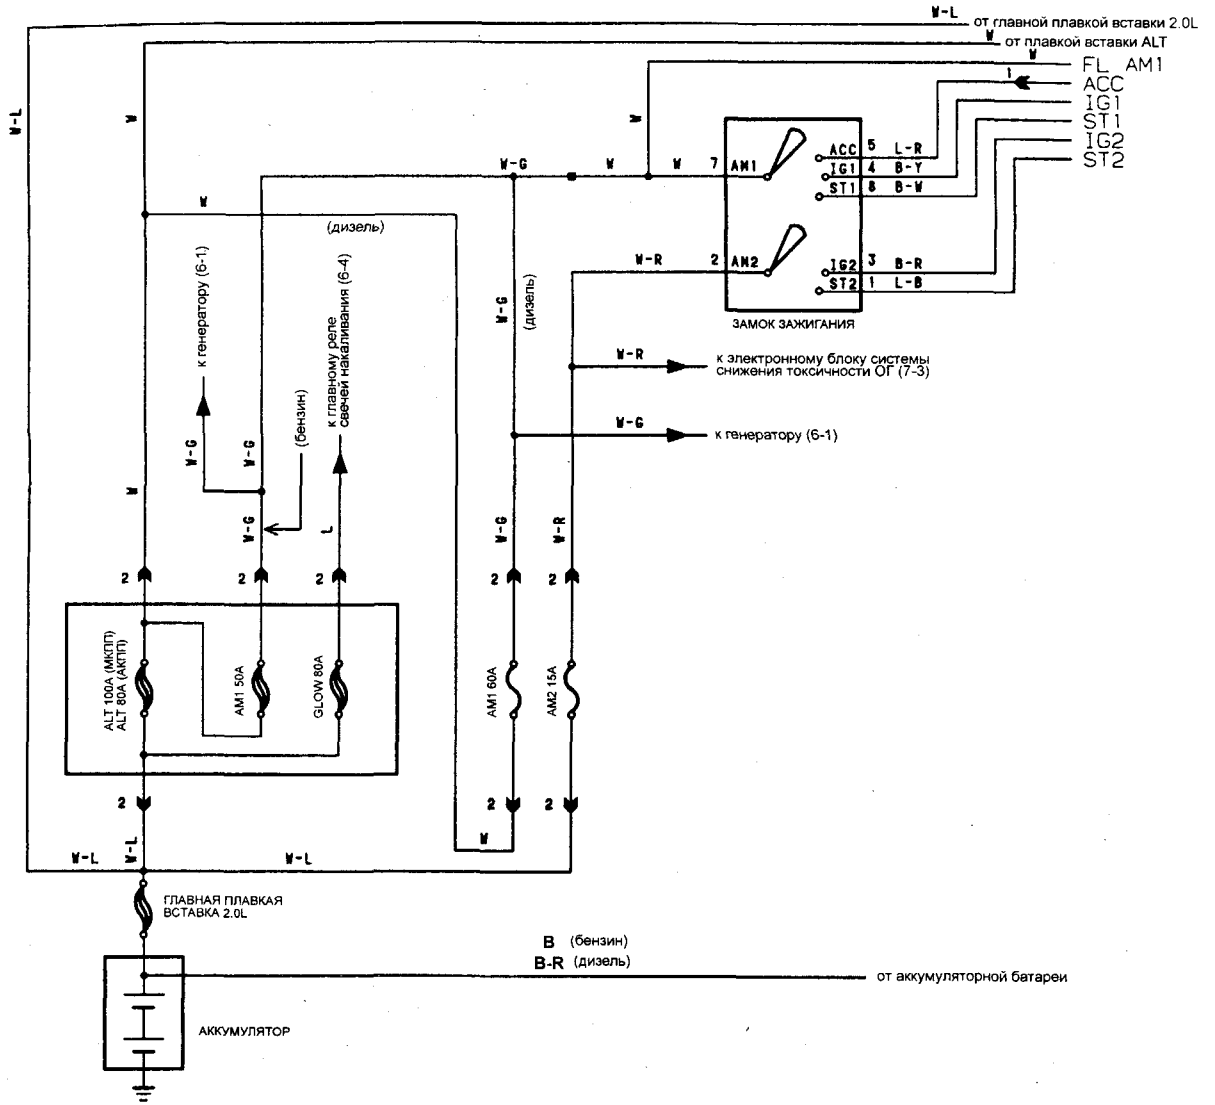 W-L
от главной плавкой вставки 2.0L
W
от плавкой вставки ALT
W
FL AM1
1
ACC
IG1
ST1
IG2
ST2
W-L
W
W
W-G
W
W
7
AM1
ACC
5
L-R
IG1
4
B-Y
ST1
8
B-W
W
(дизель)
W-R
2
AM2
IG2
3
B-R
ST2
1
L-B
ЗАМОК ЗАЖИГАНИЯ
к генератору (6-1)
к главному реле
свечей накаливания (6-4)
W-G
(дизель)
W-R
к электронному блоку системы
снижения токсичности ОГ (7-3)
(бензин)
W-G
к генератору (6-1)
W-G
W-G
W
W-G
L
W-G
W-R
2
2
2
2
2
ALT 100A (МКПП)
ALT 80A (АКПП)
AM1 50A
GLOW 80A
AM1 60A
AM2 15A
2
2
2
W
W-L
W-L
W-L
ГЛАВНАЯ ПЛАВКАЯ
ВСТАВКА 2.0L
B (бензин)
B-R (дизель)
от аккумуляторной батареи
АККУМУЛЯТОР